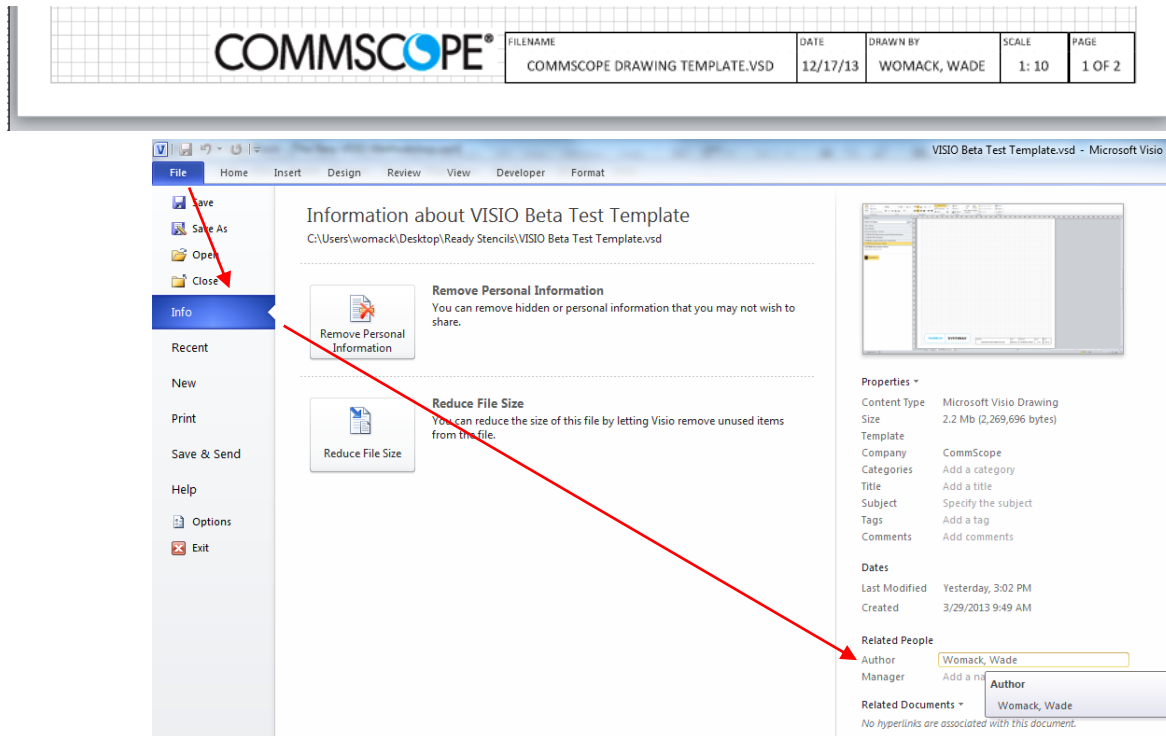 COMMSCOPE®
FILENAME DATE DRAWN BY SCALE PAGE
COMMSCOPE DRAWING TEMPLATE.VSD 12/17/13 WOMACK, WADE 1: 10 1 OF 2
VISIO Beta Test Template.vsd - Microsoft Visio
File Home Insert Design Review View Developer Format
Save
Save As
Open
Close
Info
Recent
New
Print
Save & Send
Help
Options
Exit
Information about VISIO Beta Test Template
C:\Users\womack\Desktop\Ready Stencils\VISIO Beta Test Template.vsd
Remove Personal Information
Remove Personal Information
You can remove hidden or personal information that you may not wish to
share.
Reduce File Size
Reduce File Size
You can reduce the size of this file by letting Visio remove unused items
from the file.
Properties
Content Type Microsoft Visio Drawing
Size 2.2 Mb (2,269,696 bytes)
Template
Company CommScope
Categories Add a category
Title Add a title
Subject Specify the subject
Tags Add a tag
Comments Add comments
Dates
Last Modified Yesterday, 3:02 PM
Created 3/29/2013 9:49 AM
Related People
Author Womack, Wade
Manager Add a na
Author
Womack, Wade
Related Documents
No hyperlinks are associated with this document.